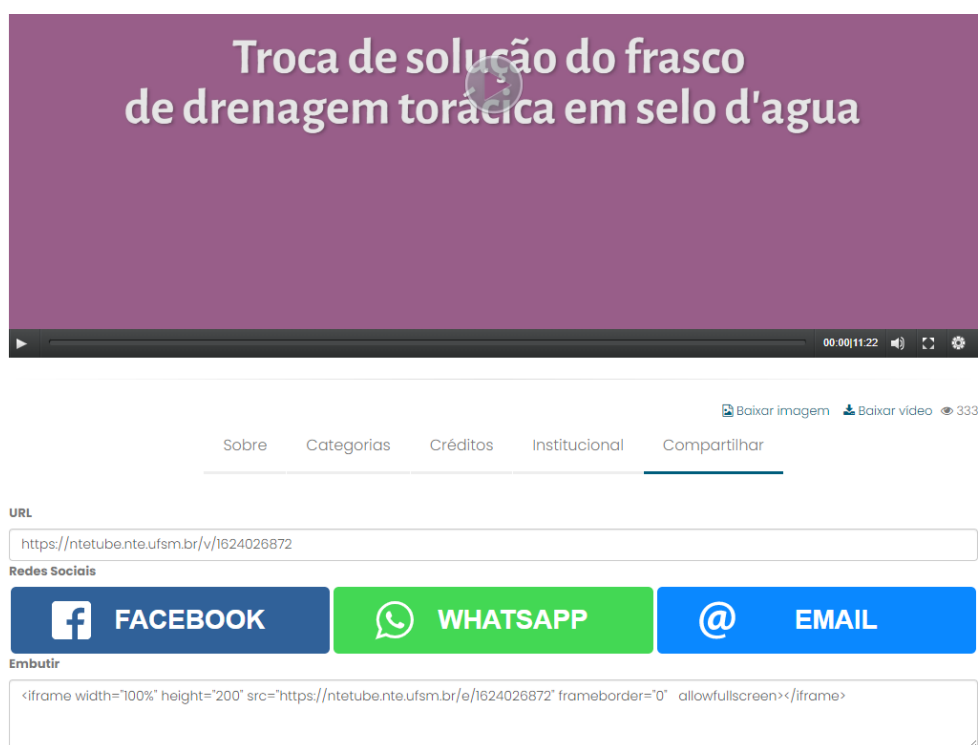 Troca de solução do frasco
de drenagem torácica em selo d'agua
00:00|11:22
Baixar imagem Baixar vídeo 333
Sobre Categorias Créditos Institucional Compartilhar
URL
https://ntetube.nte.ufsm.br/v/1624026872
Redes Sociais
FACEBOOK WHATSAPP @ EMAIL
Embutir
<iframe width="100%" height="200" src="https://ntetube.nte.ufsm.br/e/1624026872" frameborder="0" allowfullscreen></iframe>